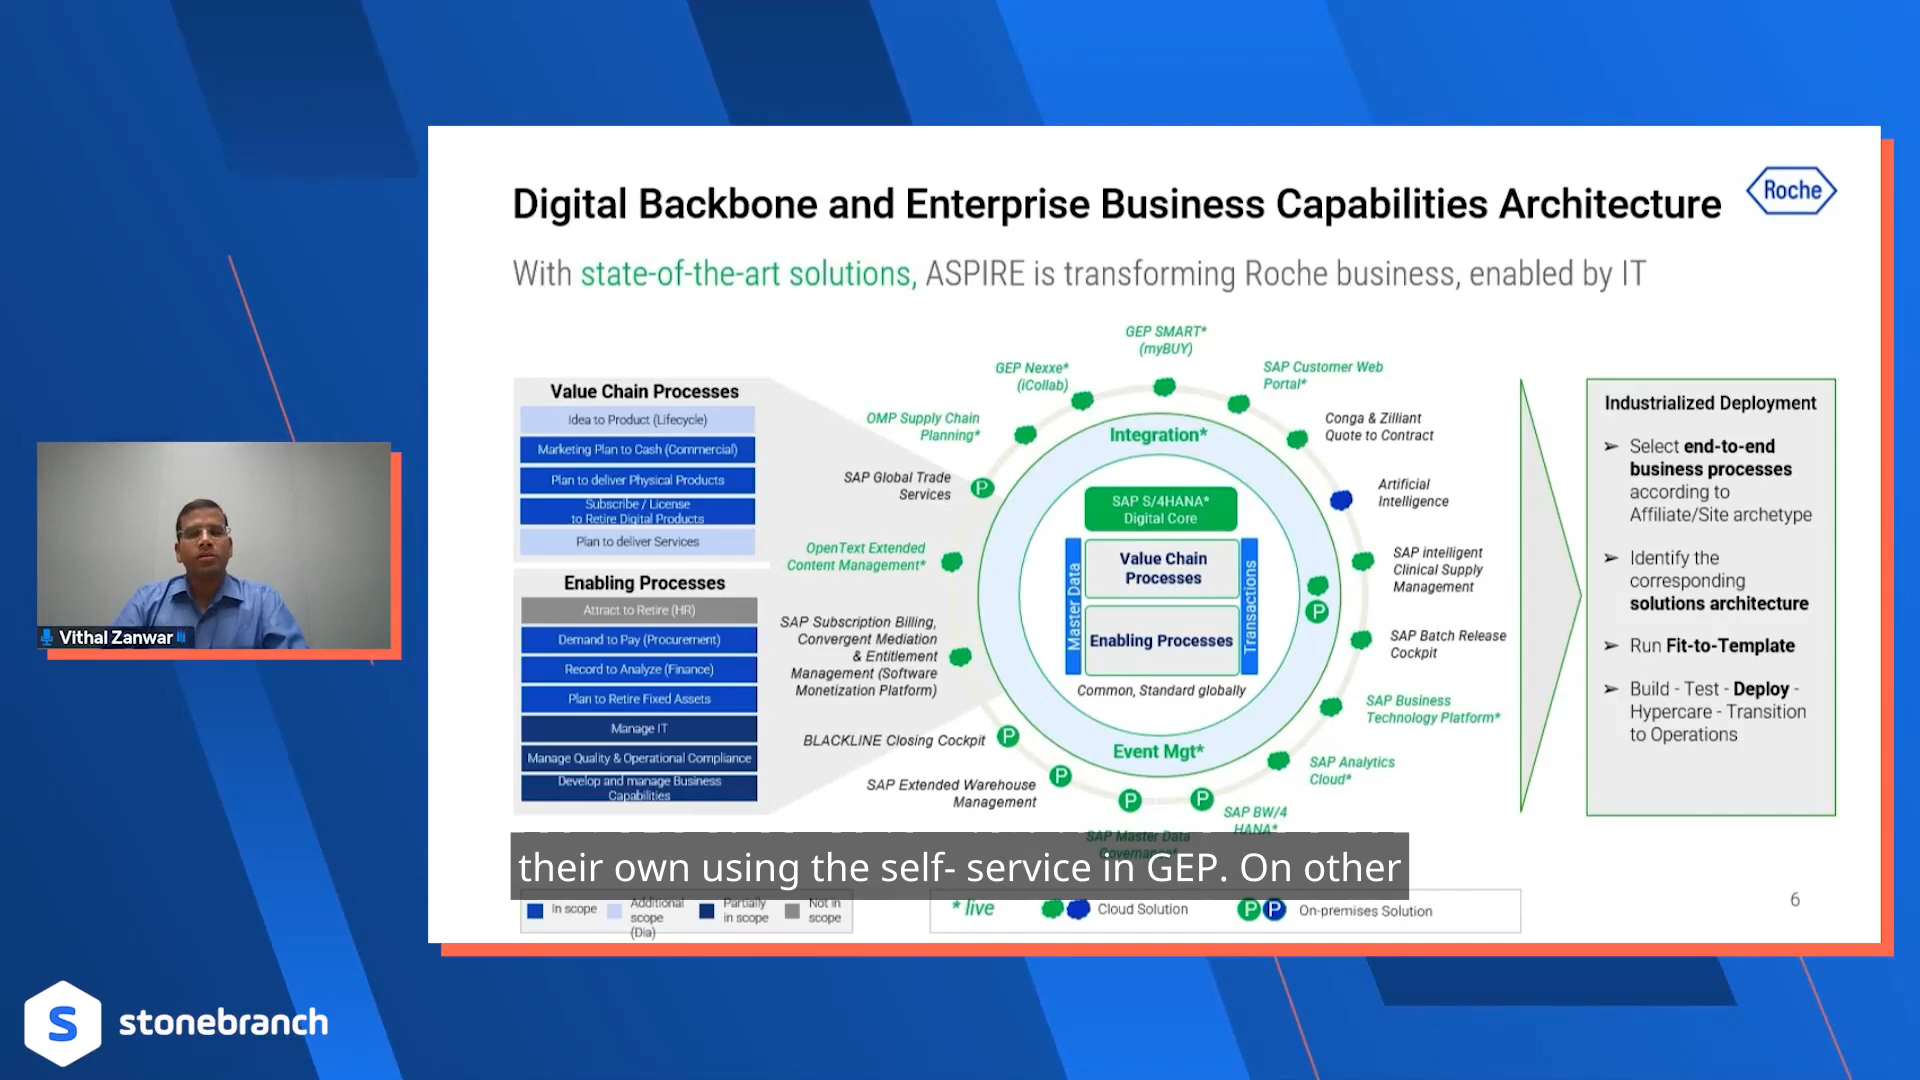 Digital Backbone and Enterprise Business Capabilities Architecture
Roche
With state-of-the-art solutions, ASPIRE is transforming Roche business, enabled by IT
Value Chain Processes
Idea to Product (Lifecycle)
Marketing Plan to Cash (Commercial)
Plan to deliver Physical Products
Subscribe / License
to Retire Digital Products
Plan to deliver Services
Enabling Processes
Attract to Retire (HR)
Demand to Pay (Procurement)
Record to Analyze (Finance)
Plan to Retire Fixed Assets
Manage IT
Manage Quality & Operational Compliance
Develop and manage Business
Capabilities
GEP SMART*
(myBUY)
GEP Nexxe*
(iCollab)
OMP Supply Chain
Planning*
SAP Global Trade
Services
P
OpenText Extended
Content Management*
SAP Subscription Billing,
Convergent Mediation
& Entitlement
Management (Software
Monetization Platform)
BLACKLINE Closing Cockpit
P
SAP Extended Warehouse
Management
P
P
SAP Master Data
Governance*
P
SAP BW/4
HANA*
SAP Analytics
Cloud*
SAP Business
Technology Platform*
SAP Batch Release
Cockpit
SAP intelligent
Clinical Supply
Management
P
Artificial
Intelligence
Conga & Zilliant
Quote to Contract
SAP Customer Web
Portal*
Integration*
SAP S/4HANA*
Digital Core
Master Data
Value Chain
Processes
Enabling Processes
Transactions
Common, Standard globally
Event Mgt*
Industrialized Deployment
➢ Select end-to-end
business processes
according to
Affiliate/Site archetype
➢ Identify the
corresponding
solutions architecture
➢ Run Fit-to-Template
➢ Build - Test - Deploy -
Hypercare - Transition
to Operations
their own using the self- service in GEP. On other
In scope
Additional
scope
(Dia)
Partially
in scope
Not in
scope
* live
Cloud Solution
P P On-premises Solution
6
Vithal Zanwar
S stonebranch